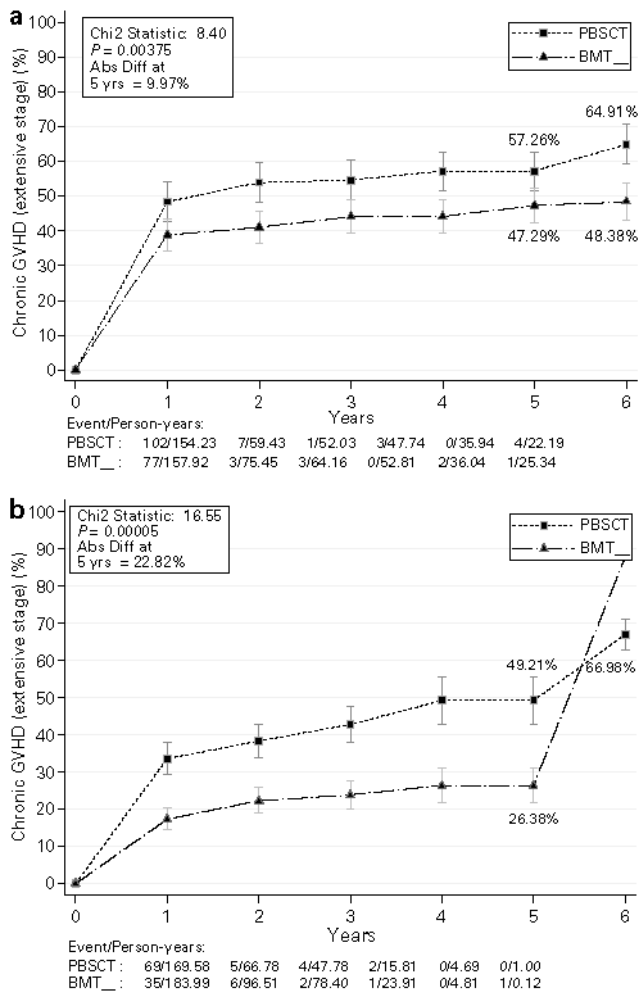 a
100
Chi2 Statistic: 8.40
P = 0.00375
Abs Diff at
5 yrs = 9.97%
PBSCT
BMT__
90
80
70
60
50
40
30
20
10
0
Chronic GVHD (extensive stage) (%)
64.91%
57.26%
47.29%
48.38%
0 1 2 3 4 5 6
Years
Event/Person-years:
PBSCT : 102/154.23 7/59.43 1/52.03 3/47.74 0/35.94 4/22.19
BMT__ : 77/157.92 3/75.45 3/64.16 0/52.81 2/36.04 1/25.34
b
100
Chi2 Statistic: 16.55
P = 0.00005
Abs Diff at
5 yrs = 22.82%
PBSCT
BMT__
90
80
70
60
50
40
30
20
10
0
Chronic GVHD (extensive stage) (%)
49.21%
66.98%
26.38%
0 1 2 3 4 5 6
Years
Event/Person-years:
PBSCT : 69/169.58 5/66.78 4/47.78 2/15.81 0/4.69 0/1.00
BMT__ : 35/183.99 6/96.51 2/78.40 1/23.91 0/4.81 1/0.12